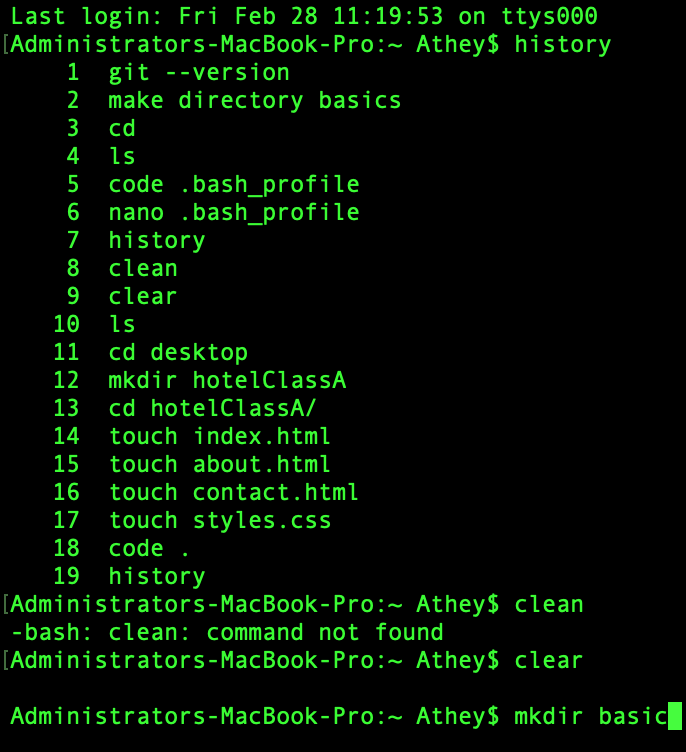 Last login: Fri Feb 28 11:19:53 on ttys000
[Administrators-MacBook-Pro:~ Athey$ history
1 git --version
2 make directory basics
3 cd
4 ls
5 code .bash_profile
6 nano .bash_profile
7 history
8 clean
9 clear
10 ls
11 cd desktop
12 mkdir hotelClassA
13 cd hotelClassA/
14 touch index.html
15 touch about.html
16 touch contact.html
17 touch styles.css
18 code .
19 history
[Administrators-MacBook-Pro:~ Athey$ clean
-bash: clean: command not found
[Administrators-MacBook-Pro:~ Athey$ clear
Administrators-MacBook-Pro:~ Athey$ mkdir basic